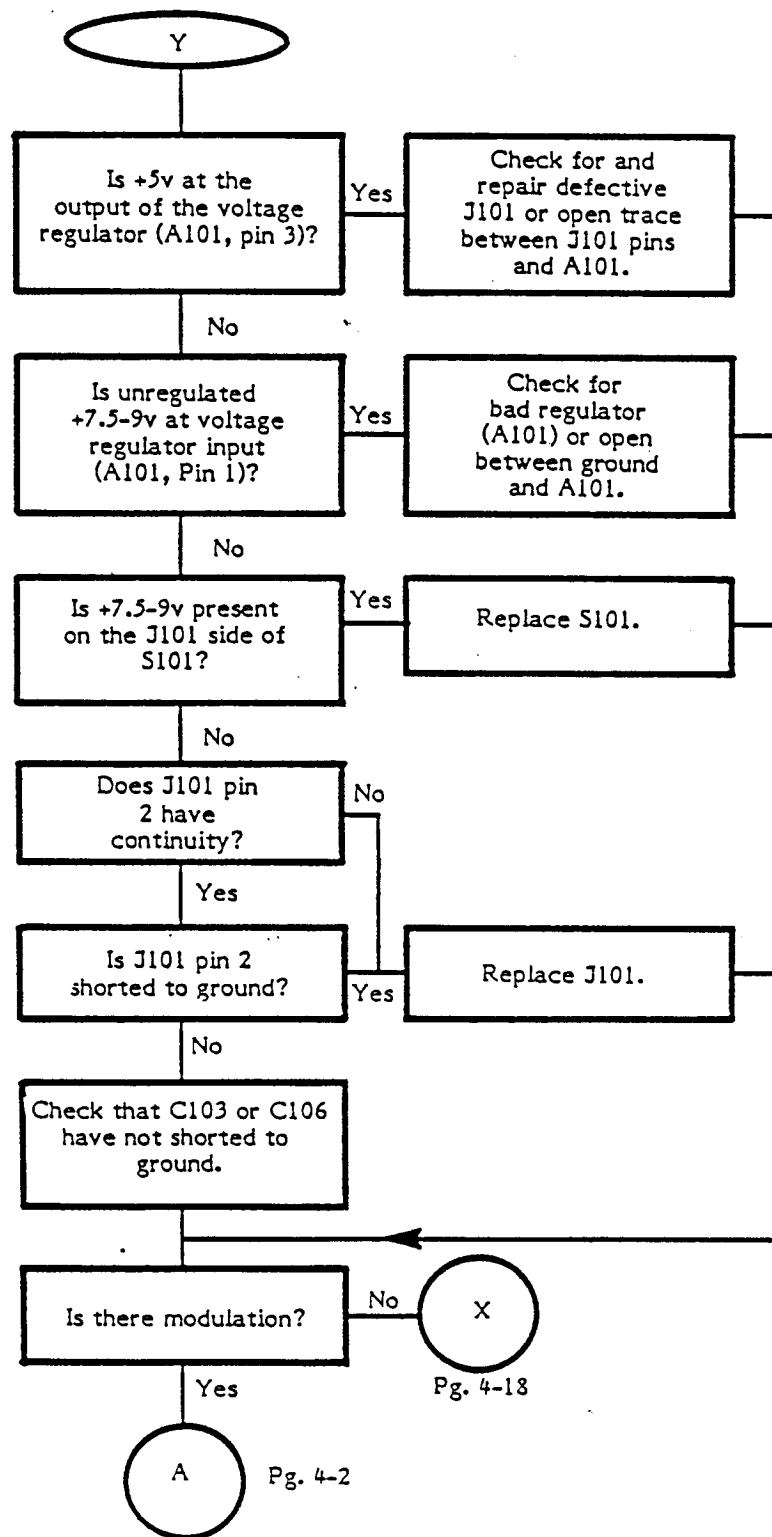 Y
Is +5v at the
output of the voltage
regulator (A101, pin 3)?
Yes
Check for and
repair defective
J101 or open trace
between J101 pins
and A101.
No
Is unregulated
+7.5-9v at voltage
regulator input
(A101, Pin 1)?
Yes
Check for
bad regulator
(A101) or open
between ground
and A101.
No
Is +7.5-9v present
on the J101 side of
S101?
Yes
Replace S101.
No
Does J101 pin
2 have
continuity?
No
Yes
Is J101 pin 2
shorted to ground?
Yes
Replace J101.
No
Check that C103 or C106
have not shorted to
ground.
Is there modulation?
No
X
Pg. 4-18
Yes
A
Pg. 4-2